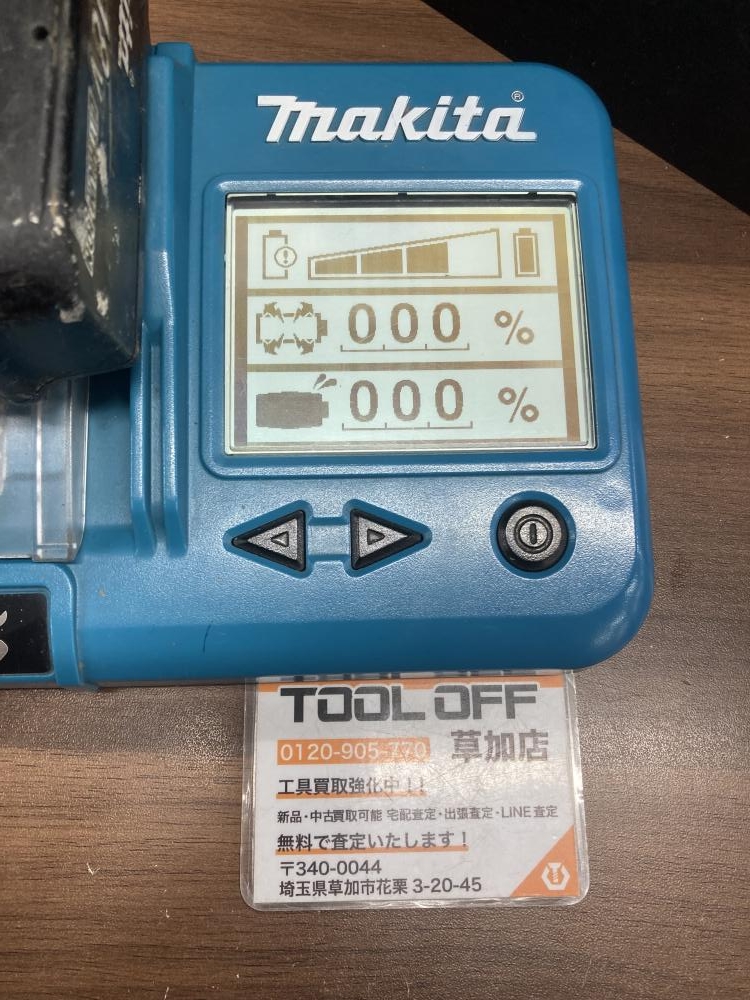 makita®
000 %
000 %
TOOL OFF
0120-905-770 草加店
工具買取強化中!!
新品・中古買取可能 宅配査定・出張査定・LINE査定
無料で査定いたします!
〒340-0044
埼玉県草加市花栗3-20-45